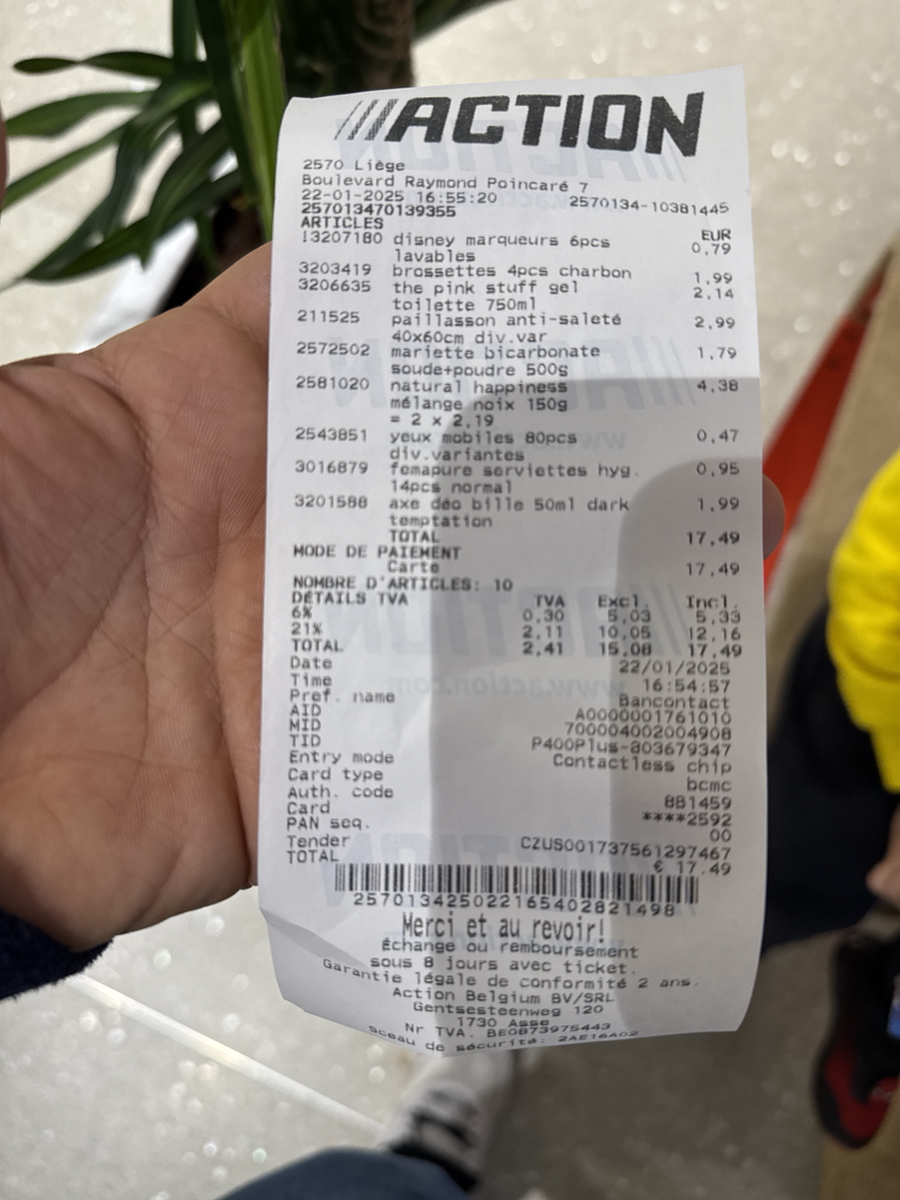 ///ACTION
2570 Liège
Boulevard Raymond Poincaré 7
22-01-2025 16:55:20 2570134-10381445
257013470139355
ARTICLES EUR
!3207180 disney marqueurs 6pcs 0,79
lavables
3203419 brossettes 4pcs charbon 1,99
3206635 the pink stuff gel 2,14
toilette 750ml
211525 paillasson anti-saleté 2,99
40x60cm div.var
2572502 mariette bicarbonate 1,79
soude+poudre 500g
2581020 natural happiness 4,38
mélange noix 150g
= 2 x 2,19
2543851 yeux mobiles 80pcs 0,47
div.variantes
3016879 femapure serviettes hyg. 0,95
14pcs normal
3201588 axe déo bille 50ml dark 1,99
temptation
TOTAL 17,49
MODE DE PAIEMENT
Carte 17,49
NOMBRE D'ARTICLES: 10
DÉTAILS TVA TVA Excl. Incl.
6% 0,30 5,03 5,33
21% 2,11 10,05 12,16
TOTAL 2,41 15,08 17,49
Date 22/01/2025
Time 16:54:57
Pref. name Bancontact
AID A0000001761010
MID 700004002004908
TID P400Plus-803679347
Entry mode Contactless chip
Card type bcmc
Auth. code 8B1459
Card ****2592
PAN seq. 00
Tender CZUS001737561297467
TOTAL € 17,49
257013425022165402821498
Merci et au revoir!
Échange ou remboursement
sous 8 jours avec ticket.
Garantie légale de conformité 2 ans.
Action Belgium BV/SRL
Gentsesteenweg 120
1730 Asse
Nr TVA. BE0873975443
Sceau de sécurité: 2AE16A02